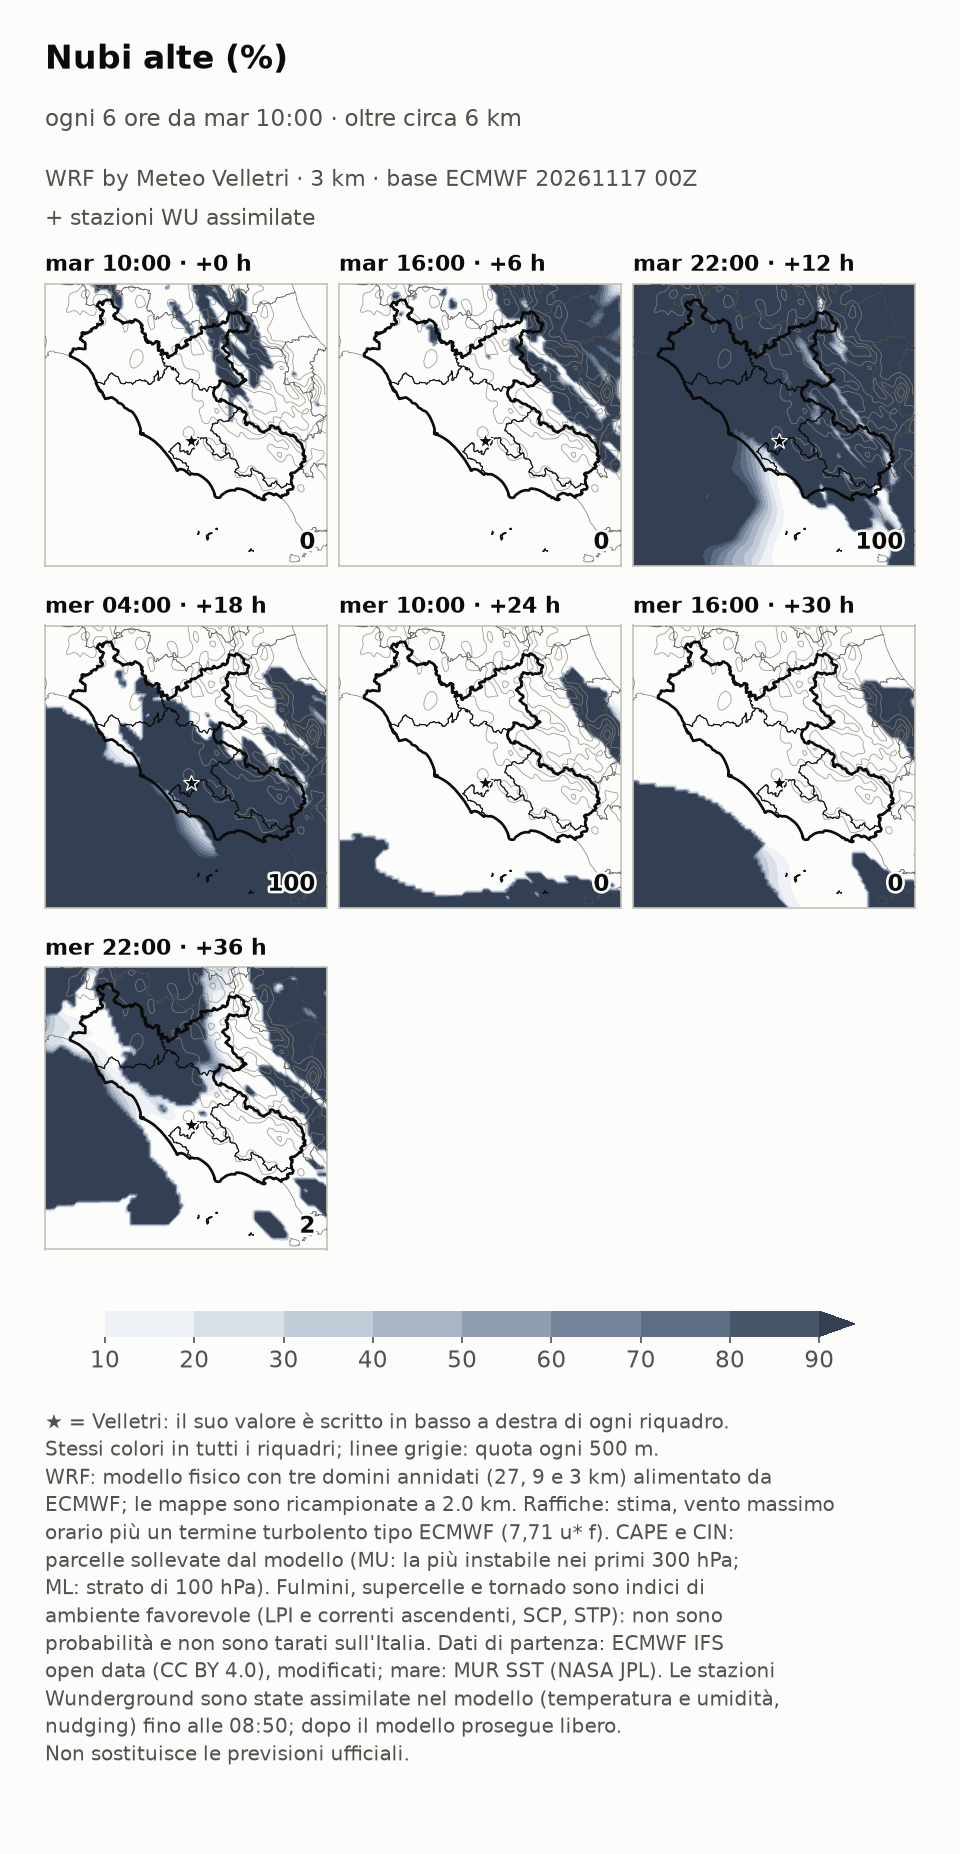 Nubi alte (%)
ogni 6 ore da mar 10:00 · oltre circa 6 km
WRF by Meteo Velletri · 3 km · base ECMWF 20261117 00Z
+ stazioni WU assimilate
mar 10:00 · +0 h
mar 16:00 · +6 h
mar 22:00 · +12 h
0
0
100
mer 04:00 · +18 h
mer 10:00 · +24 h
mer 16:00 · +30 h
100
0
0
mer 22:00 · +36 h
2
10 20 30 40 50 60 70 80 90
★ = Velletri: il suo valore è scritto in basso a destra di ogni riquadro.
Stessi colori in tutti i riquadri; linee grigie: quota ogni 500 m.
WRF: modello fisico con tre domini annidati (27, 9 e 3 km) alimentato da
ECMWF; le mappe sono ricampionate a 2.0 km. Raffiche: stima, vento massimo
orario più un termine turbolento tipo ECMWF (7,71 u* f). CAPE e CIN:
parcelle sollevate dal modello (MU: la più instabile nei primi 300 hPa;
ML: strato di 100 hPa). Fulmini, supercelle e tornado sono indici di
ambiente favorevole (LPI e correnti ascendenti, SCP, STP): non sono
probabilità e non sono tarati sull'Italia. Dati di partenza: ECMWF IFS
open data (CC BY 4.0), modificati; mare: MUR SST (NASA JPL). Le stazioni
Wunderground sono state assimilate nel modello (temperatura e umidità,
nudging) fino alle 08:50; dopo il modello prosegue libero.
Non sostituisce le previsioni ufficiali.